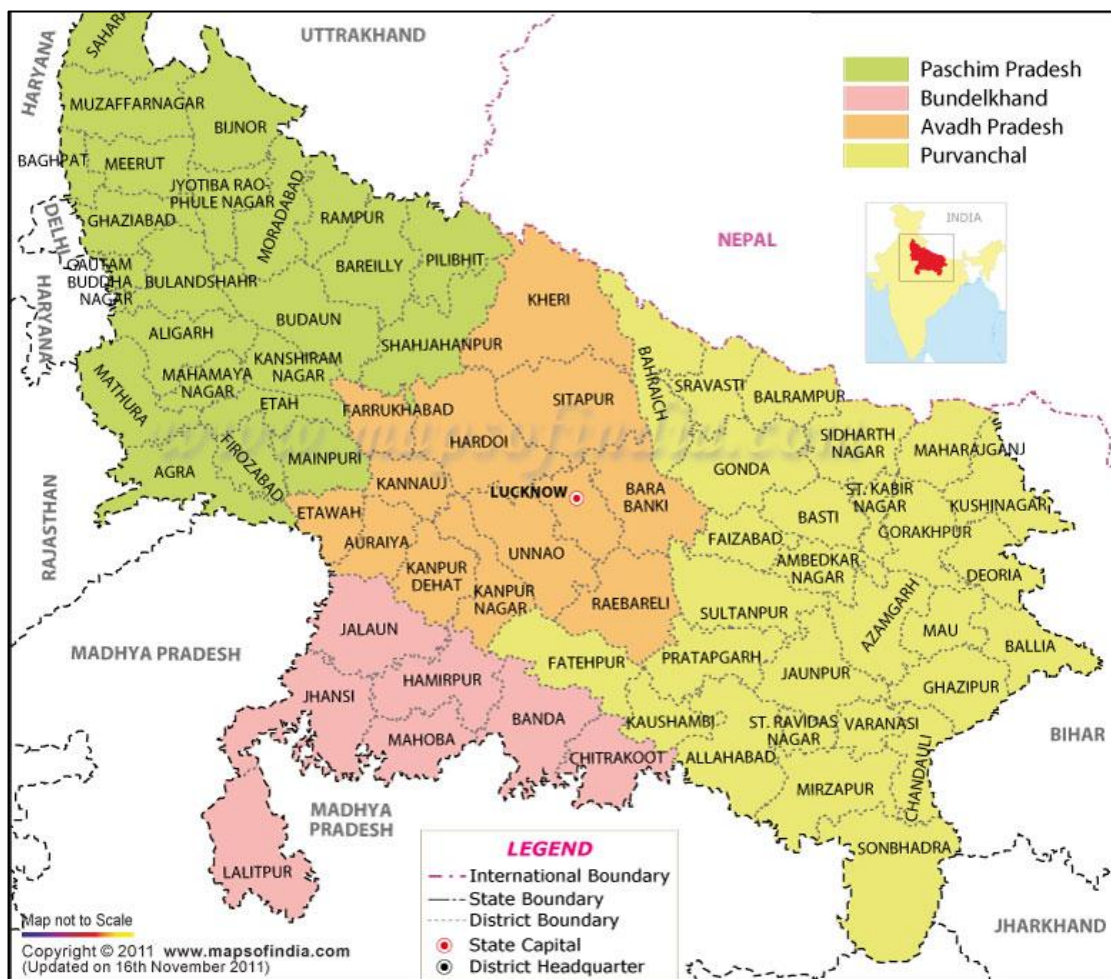 UTTRAKHAND
HARYANA
SAHARA
MUZAFFARNAGAR
BIJNOR
BAGHPAT
MEERUT
JYOTIBA RAO-
PHULE NAGAR
MORADABAD
RAMPUR
DELHI
GHAZIABAD
GAUTAM
BUDDHA
NAGAR
BULANDSHAHR
BAREILLY
PILIBHIT
HARYANA
BUDAUN
ALIGARH
SHAHJAHANPUR
KANSHIRAM
NAGAR
MAHAMAYA
NAGAR
MATHURA
ETAH
AGRA
FIROZABAD
MAINPURI
RAJASTHAN
Paschim Pradesh
Bundelkhand
Avadh Pradesh
Purvanchal
INDIA
NEPAL
KHERI
SITAPUR
FARRUKHABAD
HARDOI
www.mapsofindia.com
KANNAUJ
LUCKNOW
BARA
BANKI
ETAWAH
AURAIYA
UNNAO
KANPUR
DEHAT
KANPUR
NAGAR
RAEBARELI
BAHRAICH
SRAVASTI
BALRAMPUR
SIDHARTH
NAGAR
MAHARAJGANJ
GONDA
ST. KABIR
NAGAR
KUSHINAGAR
BASTI
GORAKHPUR
FAIZABAD
AMBEDKAR
NAGAR
DEORIA
SULTANPUR
AZAMGARH
MAU
BALLIA
FATEHPUR
PRATAPGARH
JAUNPUR
GHAZIPUR
KAUSHAMBI
ST. RAVIDAS
NAGAR
VARANASI
ALLAHABAD
MIRZAPUR
CHANDAULI
SONBHADRA
BIHAR
JHARKHAND
MADHYA PRADESH
JALAUN
JHANSI
HAMIRPUR
MAHOBA
BANDA
CHITRAKOOT
LALITPUR
MADHYA
PRADESH
LEGEND
International Boundary
State Boundary
District Boundary
State Capital
District Headquarter
Map not to Scale
Copyright © 2011 www.mapsofindia.com
(Updated on 16th November 2011)